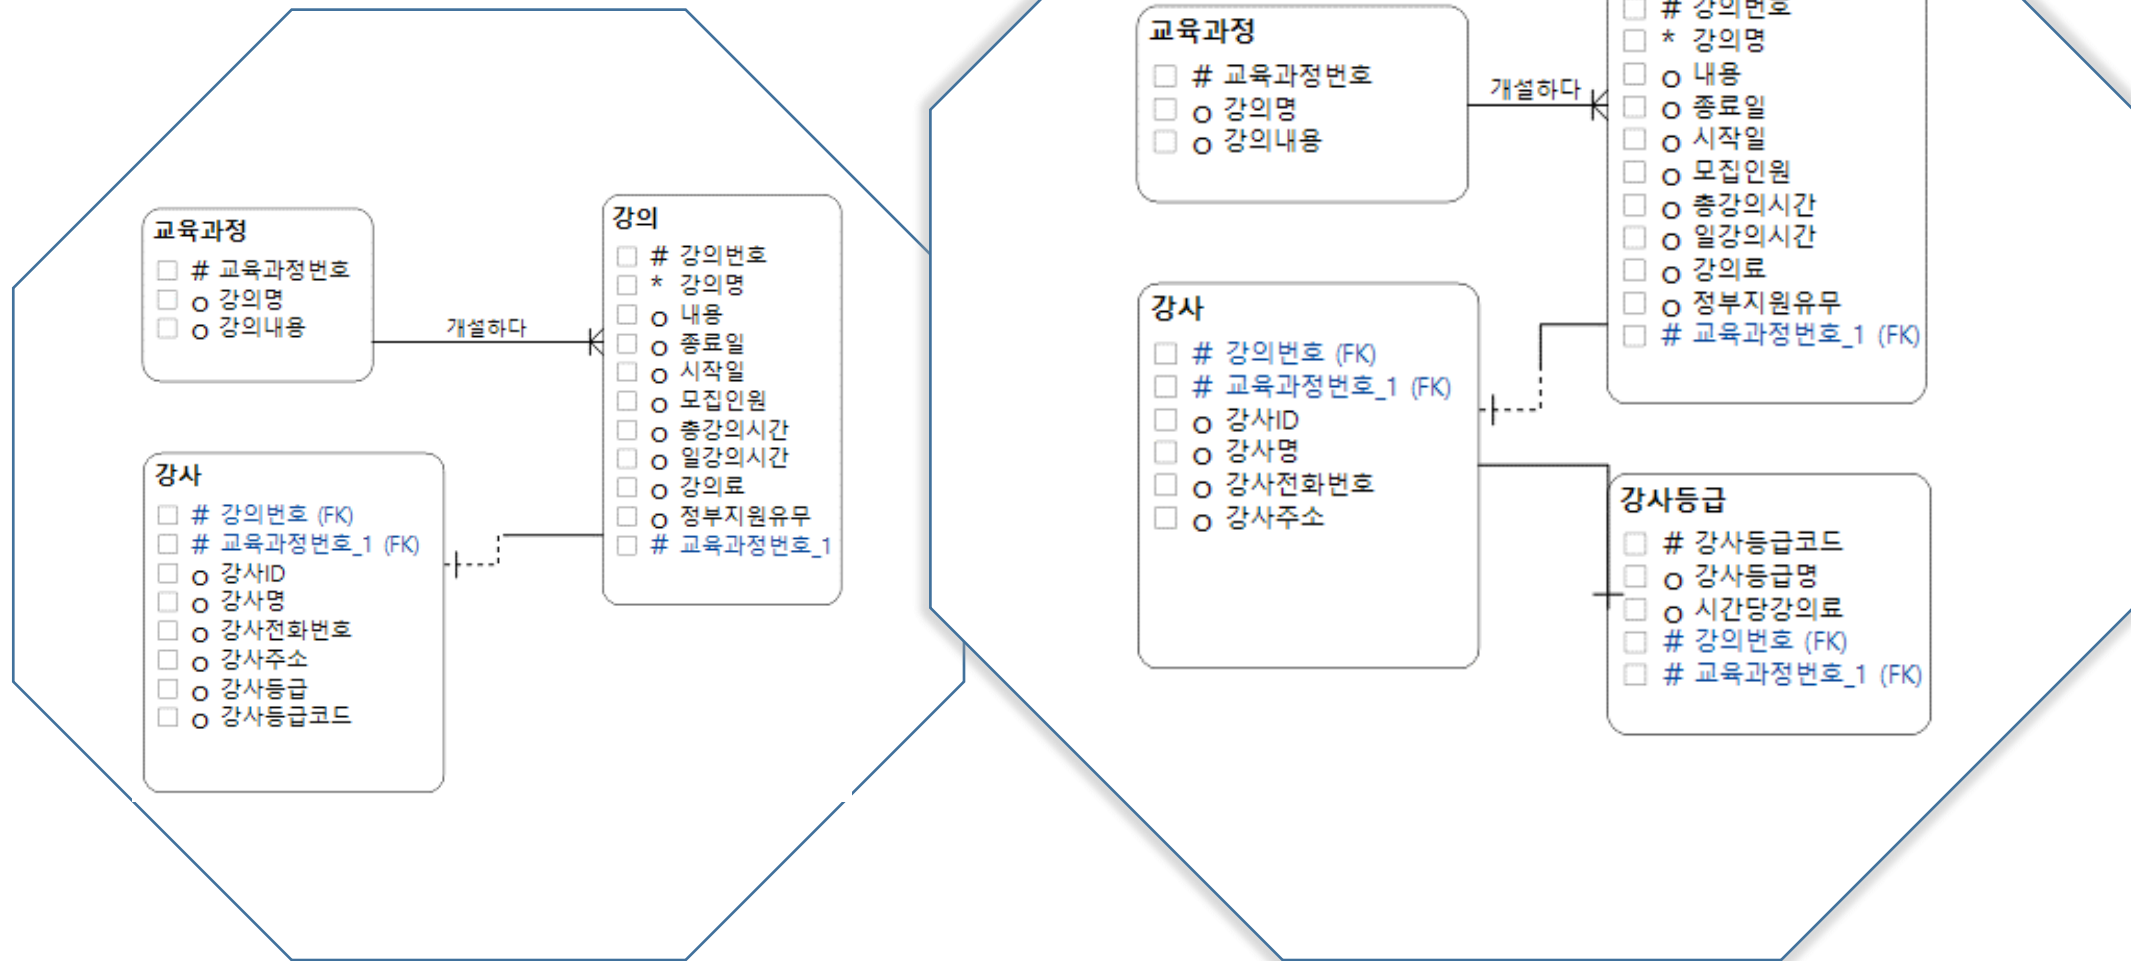 교육과정
# 교육과정번호
o 강의명
o 강의내용
개설하다
강의
# 강의번호
* 강의명
o 내용
o 종료일
o 시작일
o 모집인원
o 총강의시간
o 일강의시간
o 강의료
o 정부지원유무
# 교육과정번호_1
강사
# 강의번호 (FK)
# 교육과정번호_1 (FK)
o 강사ID
o 강사명
o 강사전화번호
o 강사주소
o 강사등급
o 강사등급코드
교육과정
# 교육과정번호
o 강의명
o 강의내용
개설하다
# 강의번호
* 강의명
o 내용
o 종료일
o 시작일
o 모집인원
o 총강의시간
o 일강의시간
o 강의료
o 정부지원유무
# 교육과정번호_1 (FK)
강사
# 강의번호 (FK)
# 교육과정번호_1 (FK)
o 강사ID
o 강사명
o 강사전화번호
o 강사주소
강사등급
# 강사등급코드
o 강사등급명
o 시간당강의료
# 강의번호 (FK)
# 교육과정번호_1 (FK)